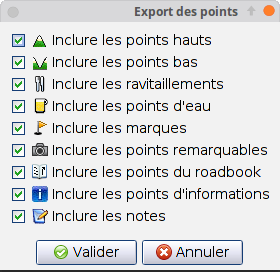 Export des points
Inclure les points hauts
Inclure les points bas
Inclure les ravitaillements
Inclure les points d'eau
Inclure les marques
Inclure les points remarquables
Inclure les points du roadbook
Inclure les points d'informations
Inclure les notes
Valider
Annuler